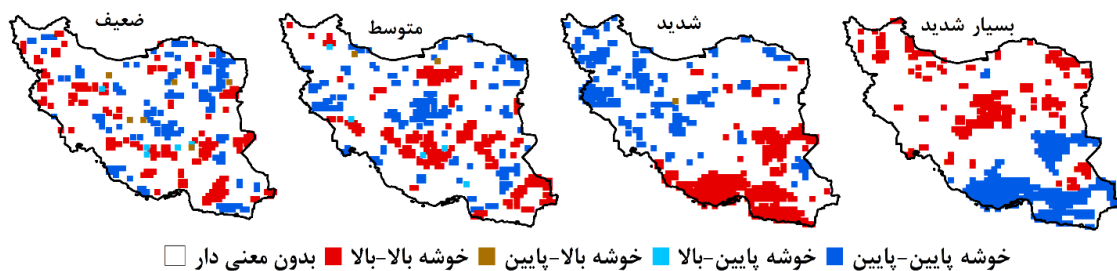 ضعیف
متوسط
شدید
بسیار شدید
بدون معنی دار خوشه بالا-بالا خوشه بالا-پایین خوشه پایین-بالا خوشه پایین-پایین